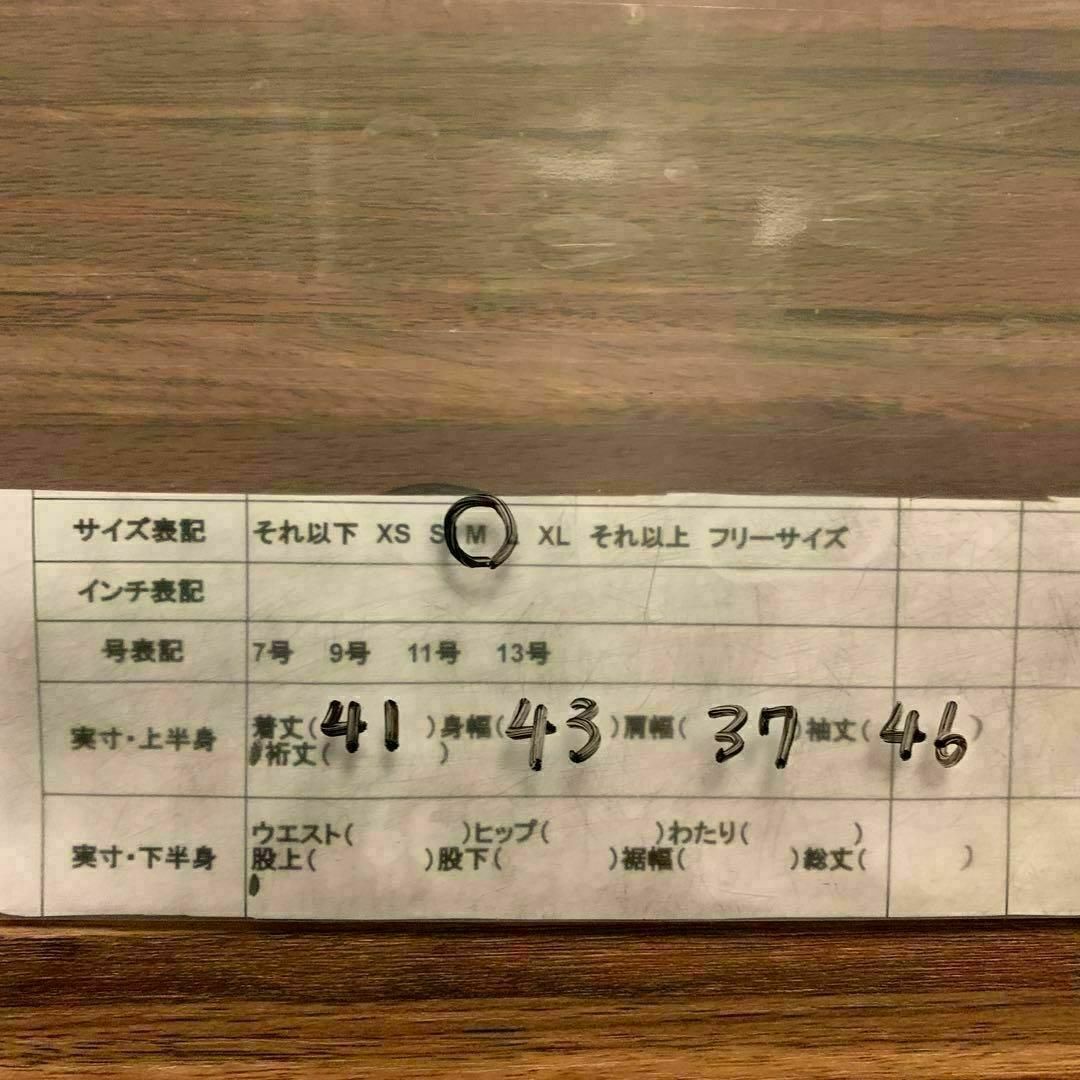 サイズ表記 それ以下 XS S M L XL それ以上 フリーサイズ
インチ表記
号表記 7号 9号 11号 13号
実寸・上半身 着丈(41)身幅(43)肩幅(37)袖丈(46)
裄丈( )
実寸・下半身 ウエスト( )ヒップ( )わたり( )
股上( )股下( )裾幅( )総丈( )